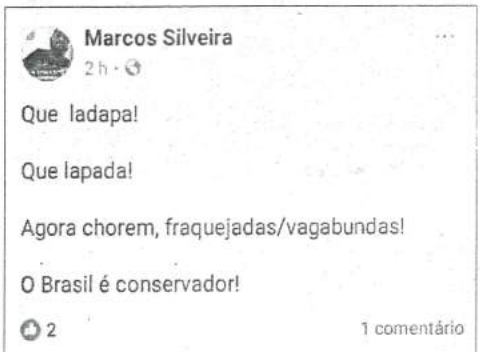 Marcos Silveira
2 h ·
Que ladapa!
Que lapada!
Agora chorem, fraquejadas/vagabundas!
O Brasil é conservador!
2
1 comentário